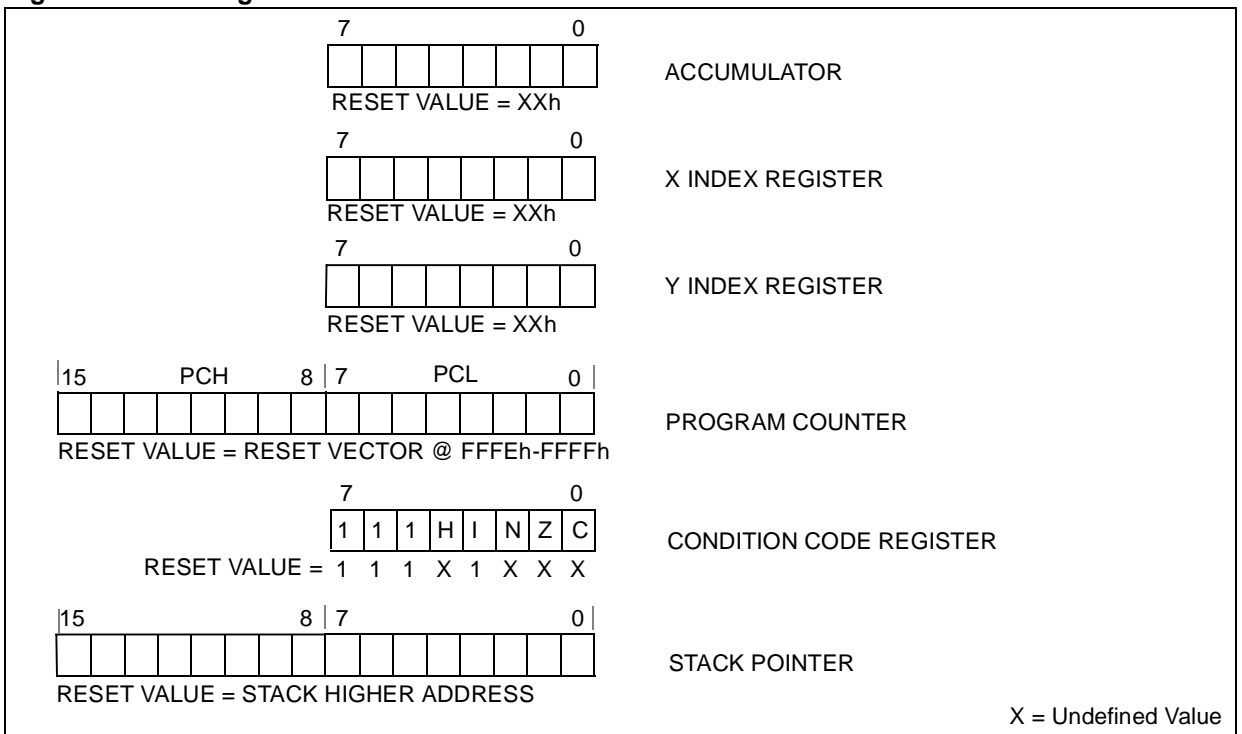 7 0
ACCUMULATOR
RESET VALUE = XXh
7 0
X INDEX REGISTER
RESET VALUE = XXh
7 0
Y INDEX REGISTER
RESET VALUE = XXh
15 PCH 8 7 PCL 0
PROGRAM COUNTER
RESET VALUE = RESET VECTOR @ FFFEh-FFFFh
7 0
1 1 1 H I N Z C
CONDITION CODE REGISTER
RESET VALUE = 1 1 1 X 1 X X X
15 8 7 0
STACK POINTER
RESET VALUE = STACK HIGHER ADDRESS
X = Undefined Value